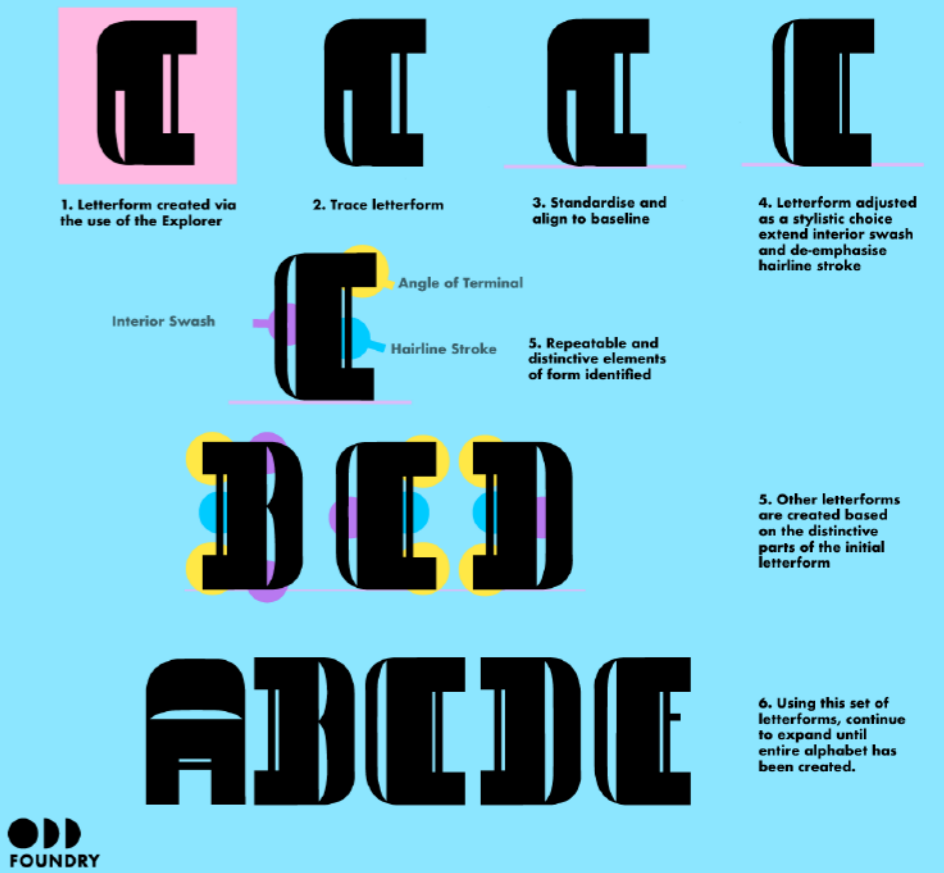 C
C
C
C
1. Letterform created via
the use of the Explorer
2. Trace letterform
3. Standardise and
align to baseline
4. Letterform adjusted
as a stylistic choice
extend interior swash
and de-emphasise
hairline stroke
C
Angle of Terminal
Interior Swash
Hairline Stroke
5. Repeatable and
distinctive elements
of form identified
BCD
5. Other letterforms
are created based
on the distinctive
parts of the initial
letterform
ABCDE
6. Using this set of
letterforms, continue
to expand until
entire alphabet has
been created.
ODD
FOUNDRY